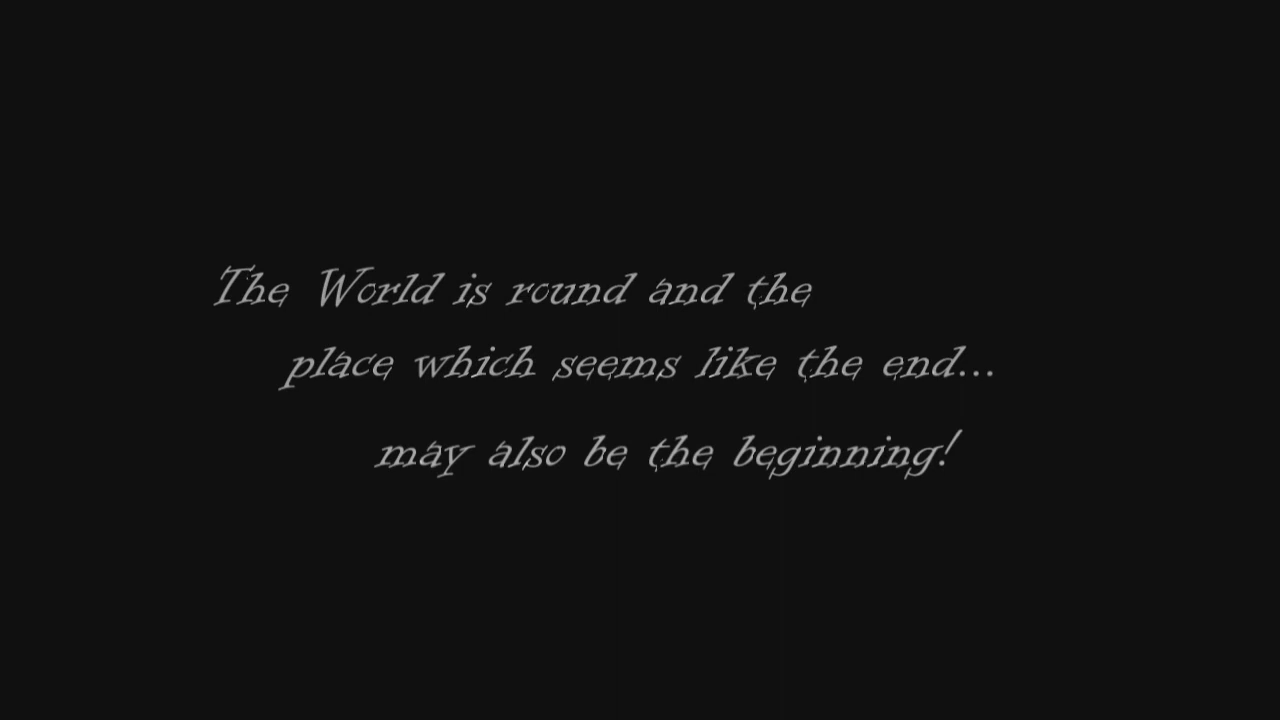 The World is round and the
place which seems like the end...
may also be the beginning!